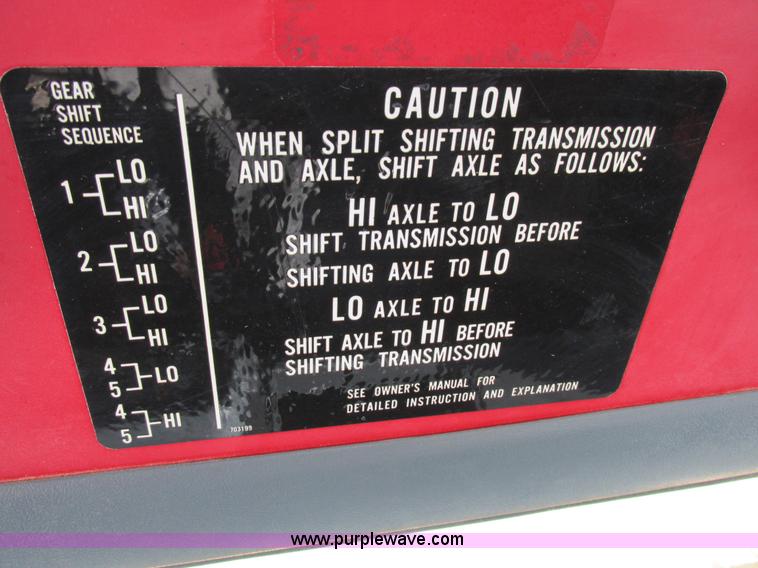 GEAR
SHIFT
SEQUENCE
1 LO
HI
2 LO
HI
3 LO
HI
4
5 LO
4
5 HI
CAUTION
WHEN SPLIT SHIFTING TRANSMISSION
AND AXLE, SHIFT AXLE AS FOLLOWS:
HI AXLE TO LO
SHIFT TRANSMISSION BEFORE
SHIFTING AXLE TO LO
LO AXLE TO HI
SHIFT AXLE TO HI BEFORE
SHIFTING TRANSMISSION
SEE OWNER'S MANUAL FOR
DETAILED INSTRUCTION AND EXPLANATION
703199
www.purplewave.com